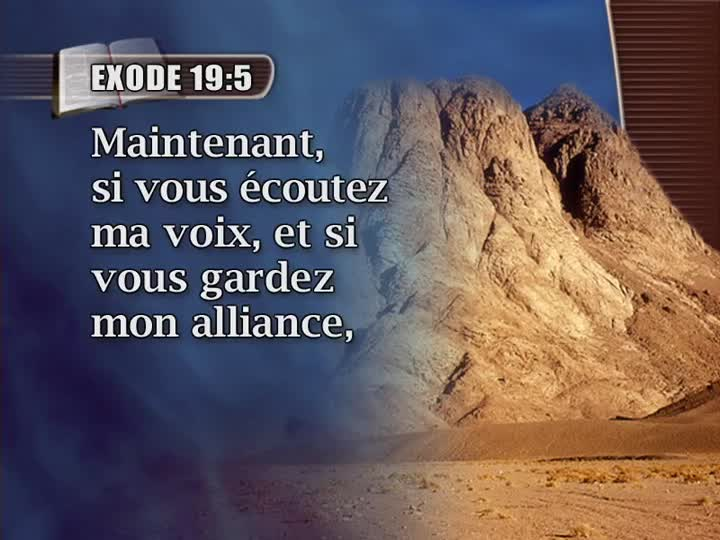 EXODE 19:5
Maintenant,
si vous écoutez
ma voix, et si
vous gardez
mon alliance,